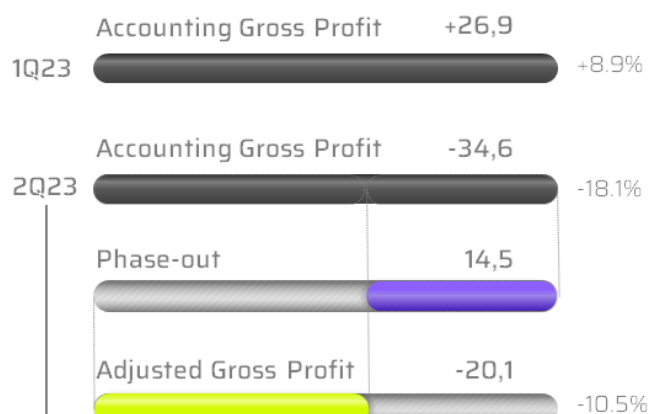 Accounting Gross Profit +26,9
1Q23 +8.9%
Accounting Gross Profit -34,6
2Q23 -18.1%
Phase-out 14,5
Adjusted Gross Profit -20,1
-10.5%